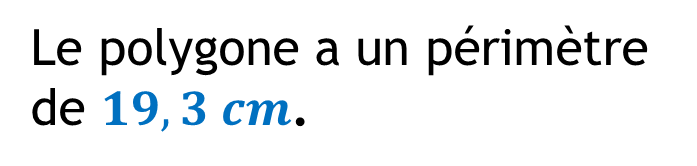 Le polygone a un périmètre
de 19, 3 cm.